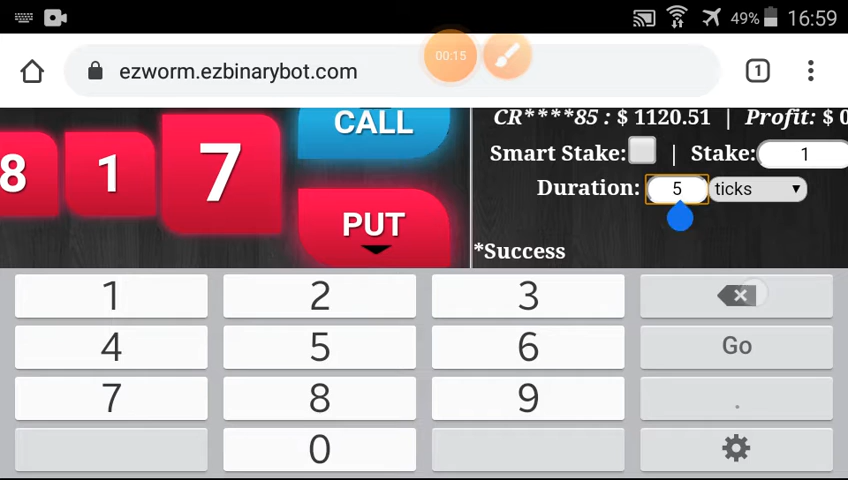 49% 16:59
ezworm.ezbinarybot.com 00:15 1
CR****85 : $ 1120.51 | Profit: $ 0
8 1 7 CALL
Smart Stake: | Stake: 1
Duration: 5 ticks
PUT
*Success
1 2 3
4 5 6 Go
7 8 9 .
0